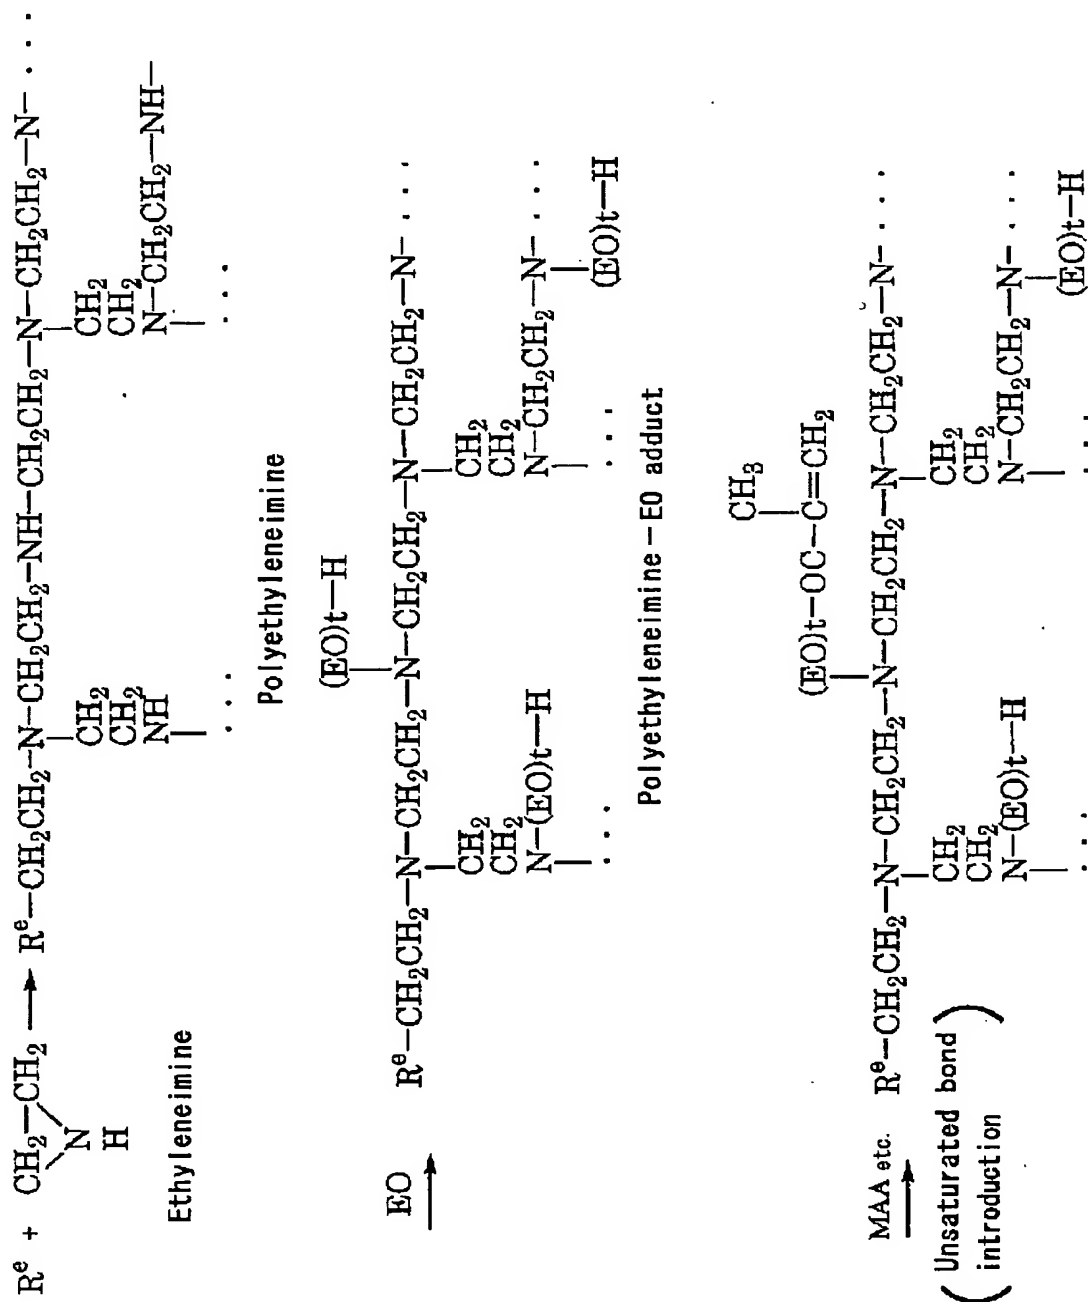 Rᵉ + CH₂—CH₂ ⟶ Rᵉ—CH₂CH₂—N—CH₂CH₂—NH—CH₂CH₂—N—CH₂CH₂—N— · · ·
N CH₂ CH₂
H CH₂ CH₂
NH N—CH₂CH₂—NH—
· · · · · ·
Ethyleneimine Polyethyleneimine
(EO)t—H
EO ⟶ Rᵉ—CH₂CH₂—N—CH₂CH₂—N—CH₂CH₂—N—CH₂CH₂—N— · · ·
CH₂ CH₂
CH₂ CH₂
N—(EO)t—H N—CH₂CH₂—N— · · ·
· · · · · · (EO)t—H
Polyethyleneimine—EO adduct
CH₃
(EO)t—OC—C=CH₂
MAA etc. ⟶ Rᵉ—CH₂CH₂—N—CH₂CH₂—N—CH₂CH₂—N—CH₂CH₂—N— · · ·
(Unsaturated bond CH₂ CH₂
introduction) CH₂ CH₂
N—(EO)t—H N—CH₂CH₂—N— · · ·
· · · · · · (EO)t—H